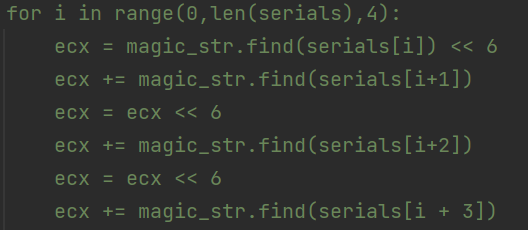 for i in range(0,len(serials),4):
    ecx = magic_str.find(serials[i]) << 6
    ecx += magic_str.find(serials[i+1])
    ecx = ecx << 6
    ecx += magic_str.find(serials[i+2])
    ecx = ecx << 6
    ecx += magic_str.find(serials[i + 3])